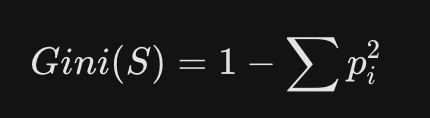 Gini(S) = 1 − ∑ p_i^2